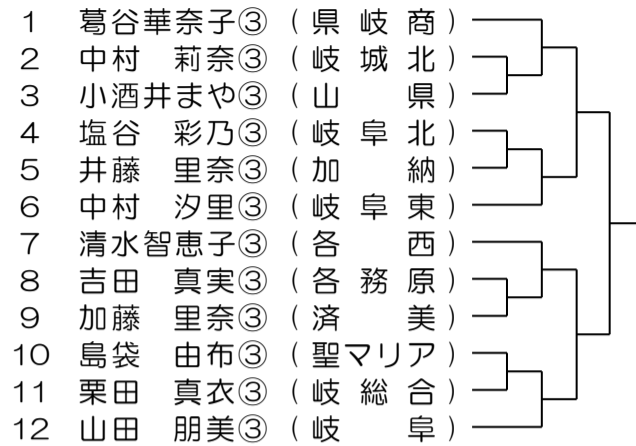 1 葛谷華奈子③ (県岐商)
2 中村 莉奈③ (岐城北)
3 小酒井まや③ (山県)
4 塩谷 彩乃③ (岐阜北)
5 井藤 里奈③ (加納)
6 中村 汐里③ (岐阜東)
7 清水智恵子③ (各西)
8 吉田 真実③ (各務原)
9 加藤 里奈③ (済美)
10 島袋 由布③ (聖マリア)
11 栗田 真衣③ (岐総合)
12 山田 朋美③ (岐阜)